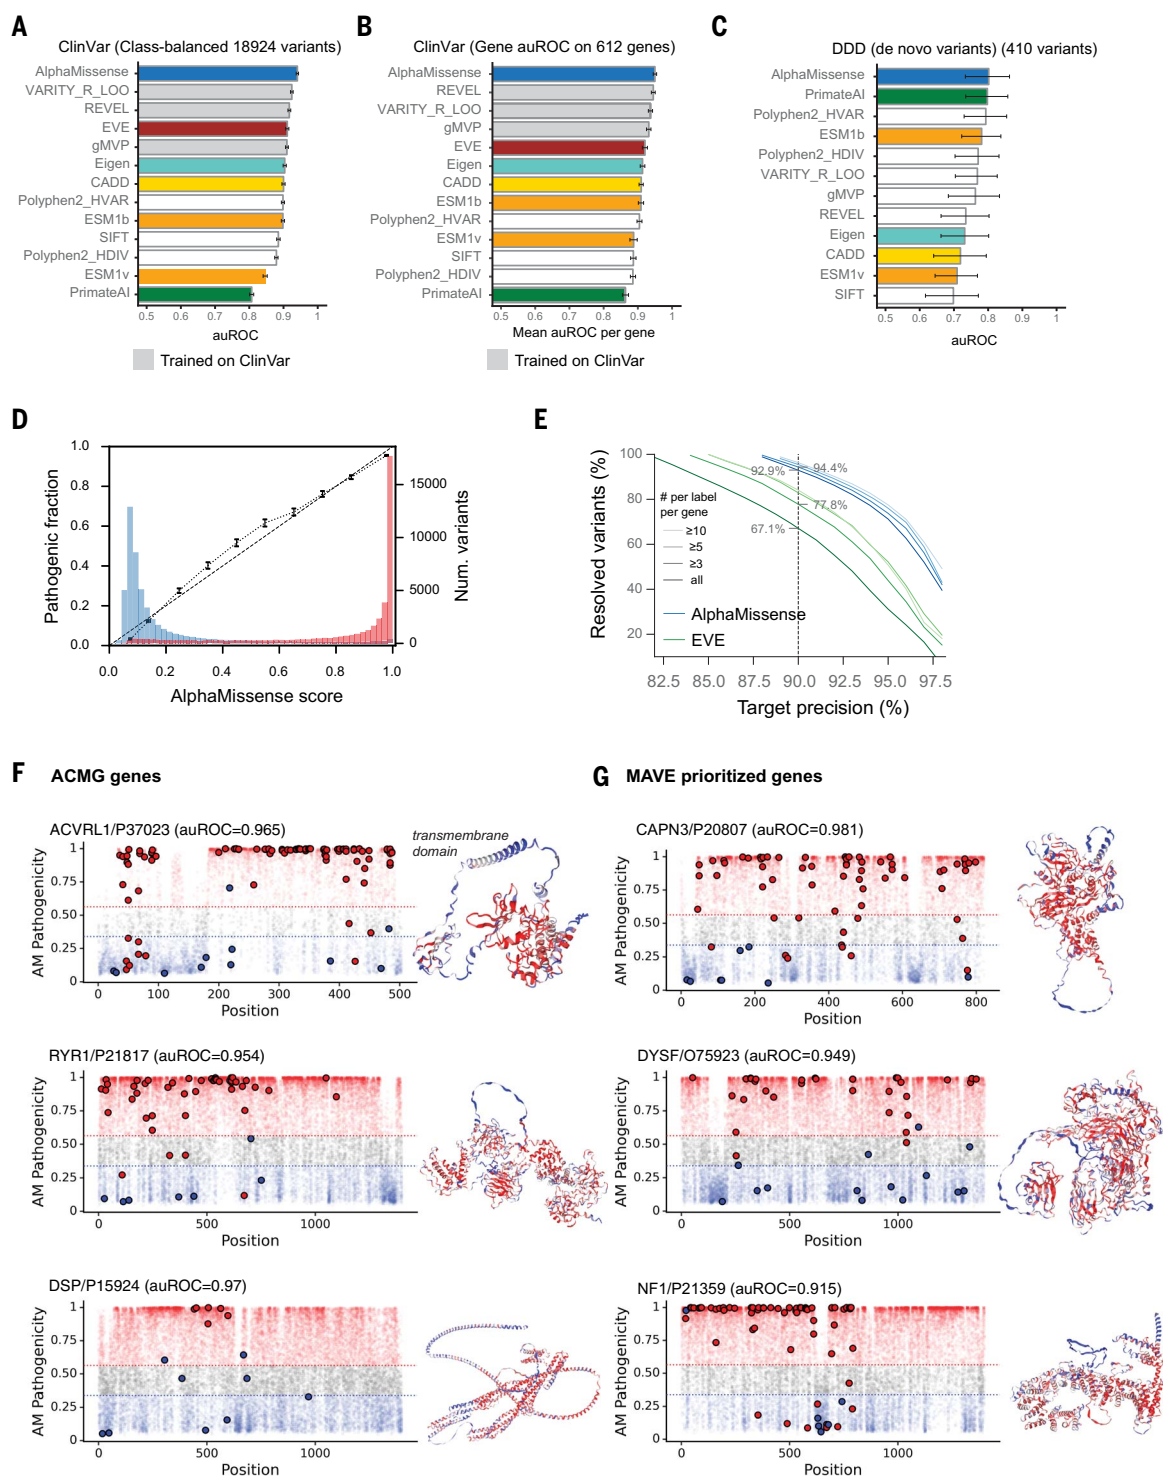 A
ClinVar (Class-balanced 18924 variants)
AlphaMissense
VARITY_R_LOO
REVEL
EVE
gMVP
Eigen
CADD
Polyphen2_HVAR
ESM1b
SIFT
Polyphen2_HDIV
ESM1v
PrimateAI
0.5 0.6 0.7 0.8 0.9 1
auROC
Trained on ClinVar
B
ClinVar (Gene auROC on 612 genes)
AlphaMissense
REVEL
VARITY_R_LOO
gMVP
EVE
Eigen
CADD
ESM1b
Polyphen2_HVAR
ESM1v
SIFT
Polyphen2_HDIV
PrimateAI
0.5 0.6 0.7 0.8 0.9 1
Mean auROC per gene
Trained on ClinVar
C
DDD (de novo variants) (410 variants)
AlphaMissense
PrimateAI
Polyphen2_HVAR
ESM1b
Polyphen2_HDIV
VARITY_R_LOO
gMVP
REVEL
Eigen
CADD
ESM1v
SIFT
0.5 0.6 0.7 0.8 0.9 1
auROC
D
Pathogenic fraction
1.0
0.8
0.6
0.4
0.2
0.0
0.0 0.2 0.4 0.6 0.8 1.0
AlphaMissense score
15000
10000
5000
0
Num. variants
E
Resolved variants (%)
100
80
60
40
20
92.9% 94.4%
77.8%
67.1%
# per label
per gene
≥10
≥5
≥3
all
AlphaMissense
EVE
82.5 85.0 87.5 90.0 92.5 95.0 97.5
Target precision (%)
F ACMG genes
ACVRL1/P37023 (auROC=0.965)
transmembrane
domain
AM Pathogenicity
1
0.75
0.50
0.25
0
0 100 200 300 400 500
Position
RYR1/P21817 (auROC=0.954)
AM Pathogenicity
1
0.75
0.50
0.25
0
0 500 1000
Position
DSP/P15924 (auROC=0.97)
AM Pathogenicity
1
0.75
0.50
0.25
0
0 500 1000
Position
G MAVE prioritized genes
CAPN3/P20807 (auROC=0.981)
AM Pathogenicity
1
0.75
0.50
0.25
0
0 200 400 600 800
Position
DYSF/O75923 (auROC=0.949)
AM Pathogenicity
1
0.75
0.50
0.25
0
0 500 1000
Position
NF1/P21359 (auROC=0.915)
AM Pathogenicity
1
0.75
0.50
0.25
0
0 500 1000
Position